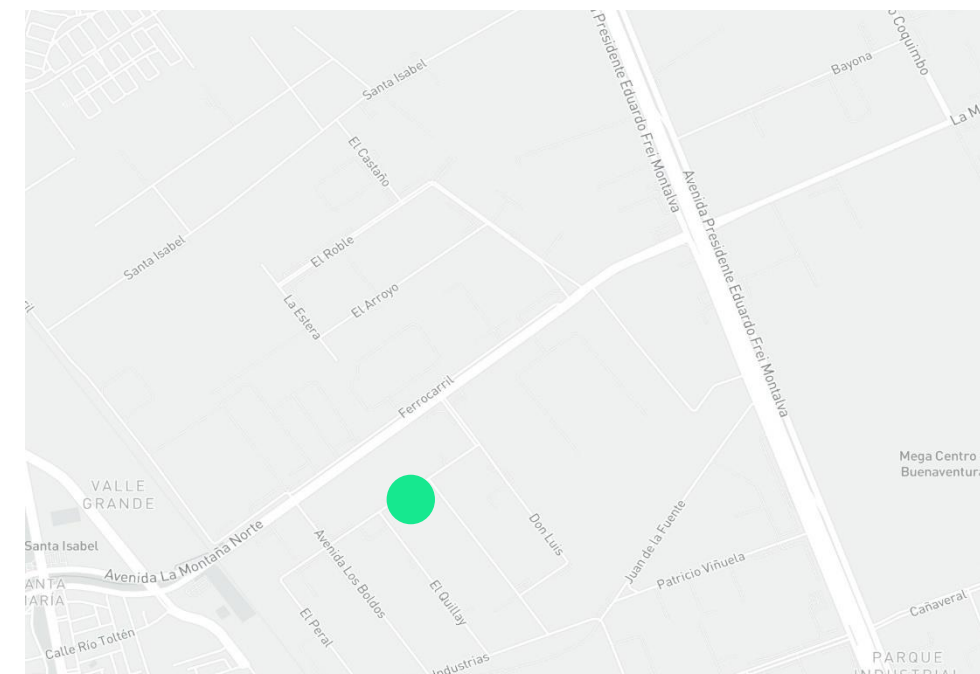 Presidente Eduardo Frei Montalva
Coquimbo
Bayona
Santa Isabel
La M
El Castaño
Avenida Presidente Eduardo Frei Montalva
El Roble
Santa Isabel
El Arroyo
La Estera
Ferrocarril
Mega Centro
Buenaventura
VALLE
GRANDE
Don Luis
Santa Isabel
Avenida La Montaña Norte
Juan de la Fuente
Avenida Los Boldos
Patricio Viñuela
El Quillay
El Peral
Cañaveral
Calle Río Toltén
Industrias
PARQUE
INDUSTRIAL